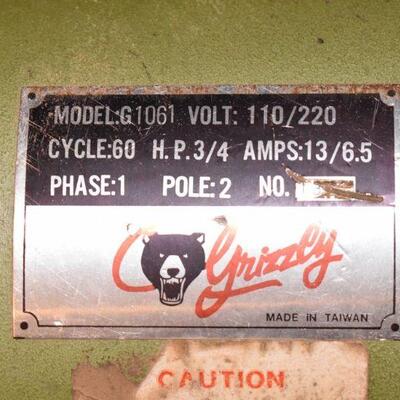 MODEL:G1061 VOLT: 110/220
CYCLE:60 H.P.3/4 AMPS:13/6.5
PHASE:1 POLE:2 NO.
Grizzly
MADE IN TAIWAN
CAUTION